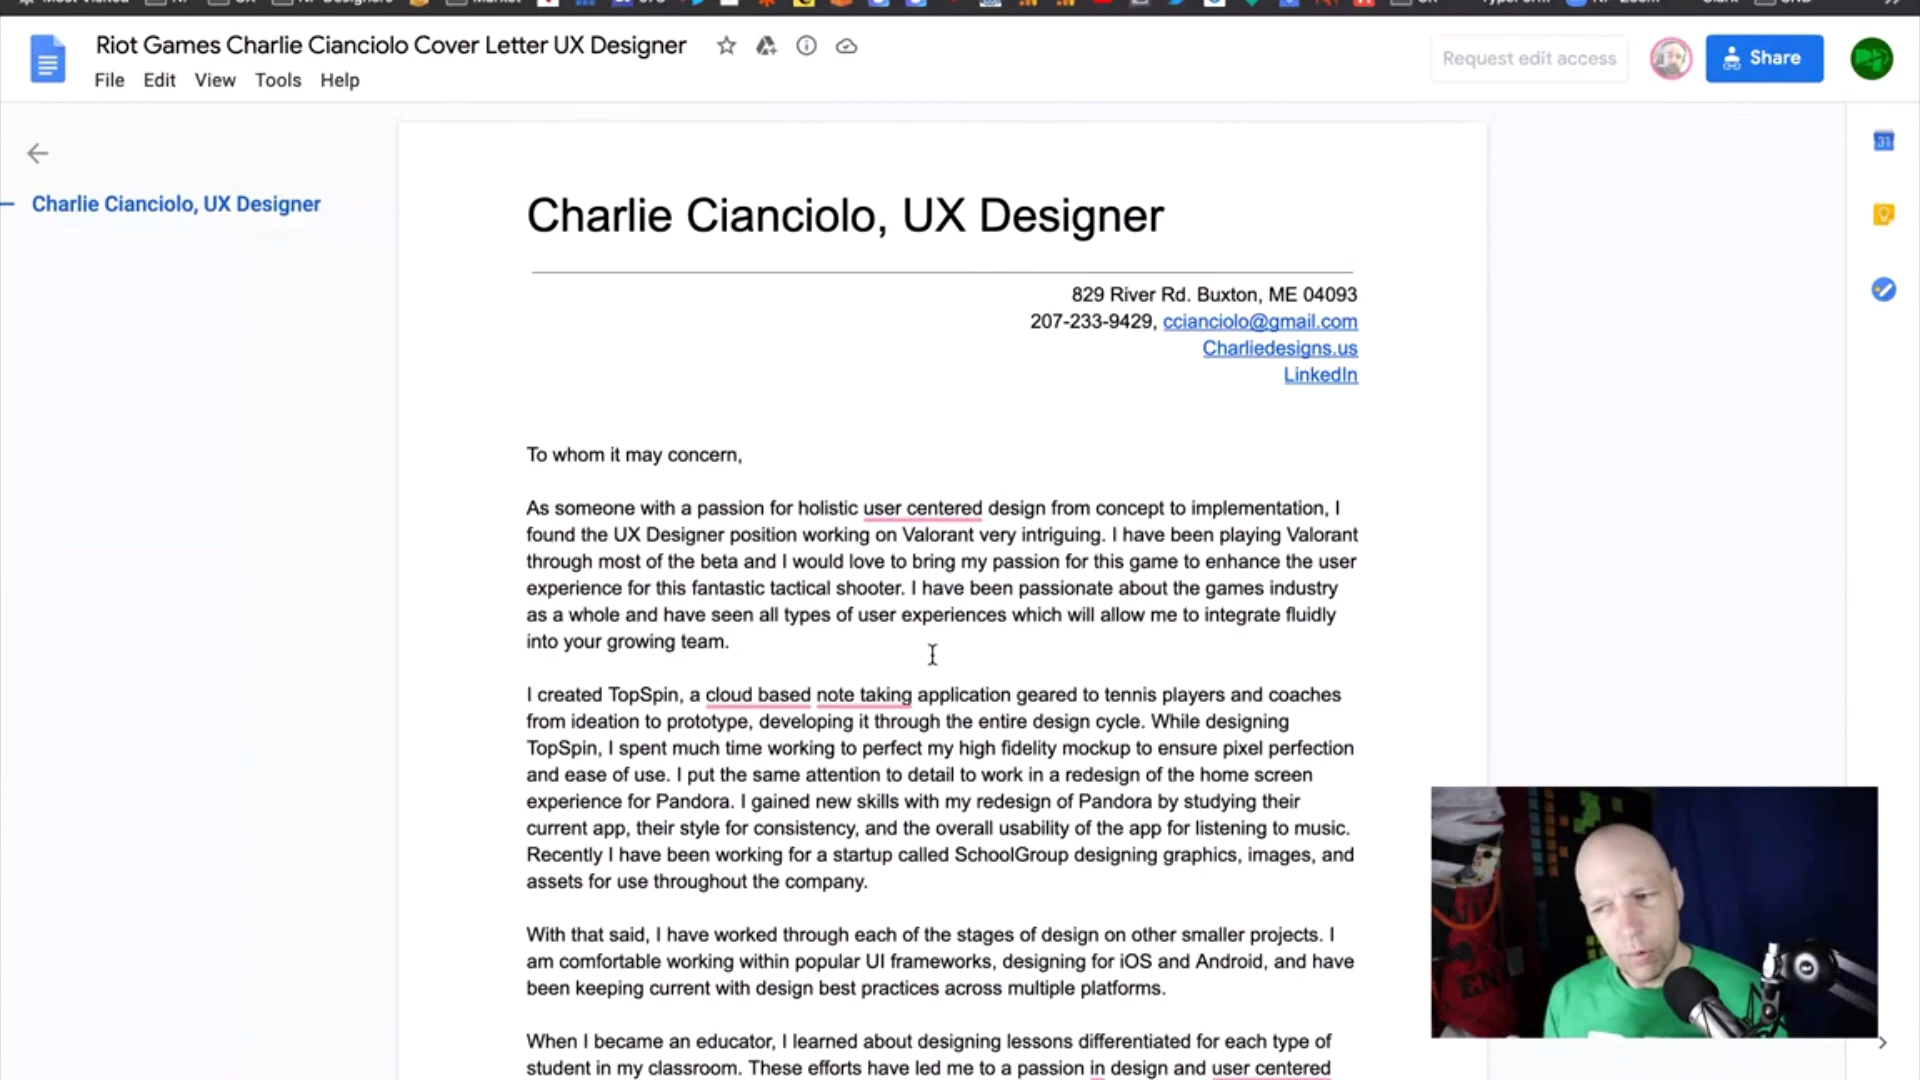 Riot Games Charlie Cianciolo Cover Letter UX Designer
File Edit View Tools Help
Request edit access
Share
31
Charlie Cianciolo, UX Designer
Charlie Cianciolo, UX Designer
829 River Rd. Buxton, ME 04093
207-233-9429, ccianciolo@gmail.com
Charliedesigns.us
LinkedIn
To whom it may concern,
As someone with a passion for holistic user centered design from concept to implementation, I
found the UX Designer position working on Valorant very intriguing. I have been playing Valorant
through most of the beta and I would love to bring my passion for this game to enhance the user
experience for this fantastic tactical shooter. I have been passionate about the games industry
as a whole and have seen all types of user experiences which will allow me to integrate fluidly
into your growing team.
I created TopSpin, a cloud based note taking application geared to tennis players and coaches
from ideation to prototype, developing it through the entire design cycle. While designing
TopSpin, I spent much time working to perfect my high fidelity mockup to ensure pixel perfection
and ease of use. I put the same attention to detail to work in a redesign of the home screen
experience for Pandora. I gained new skills with my redesign of Pandora by studying their
current app, their style for consistency, and the overall usability of the app for listening to music.
Recently I have been working for a startup called SchoolGroup designing graphics, images, and
assets for use throughout the company.
With that said, I have worked through each of the stages of design on other smaller projects. I
am comfortable working within popular UI frameworks, designing for iOS and Android, and have
been keeping current with design best practices across multiple platforms.
When I became an educator, I learned about designing lessons differentiated for each type of
student in my classroom. These efforts have led me to a passion in design and user centered